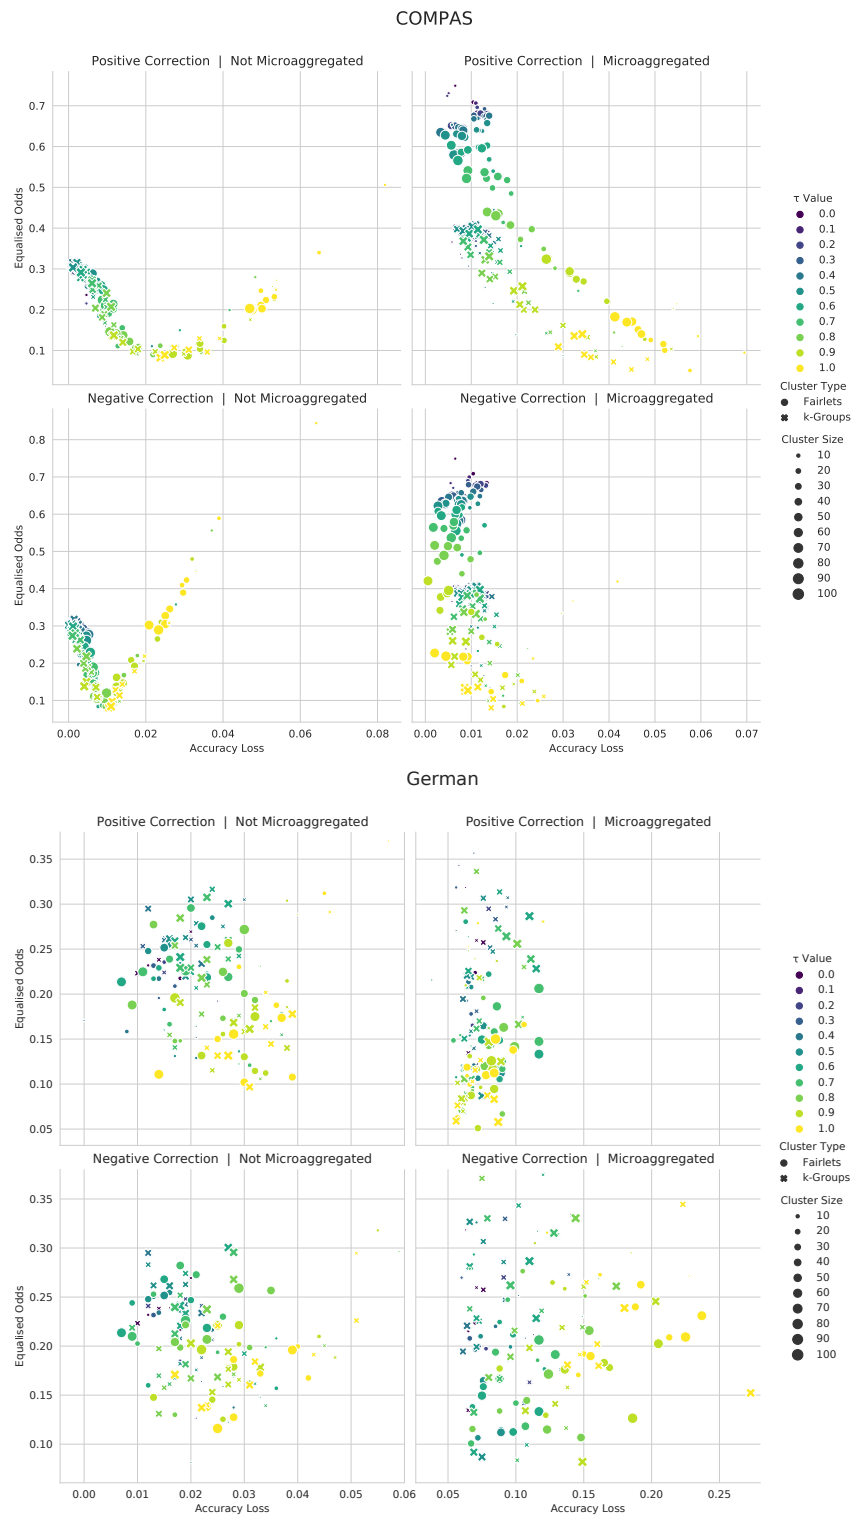 COMPAS
Positive Correction | Not Microaggregated
Positive Correction | Microaggregated
0.7
0.6
0.5
0.4
0.3
0.2
0.1
Equalised Odds
Negative Correction | Not Microaggregated
Negative Correction | Microaggregated
0.8
0.7
0.6
0.5
0.4
0.3
0.2
0.1
Equalised Odds
0.00 0.02 0.04 0.06 0.08
0.00 0.01 0.02 0.03 0.04 0.05 0.06 0.07
Accuracy Loss
Accuracy Loss
τ Value
0.0
0.1
0.2
0.3
0.4
0.5
0.6
0.7
0.8
0.9
1.0
Cluster Type
Fairlets
k-Groups
Cluster Size
10
20
30
40
50
60
70
80
90
100
German
Positive Correction | Not Microaggregated
Positive Correction | Microaggregated
0.35
0.30
0.25
0.20
0.15
0.10
0.05
Equalised Odds
Negative Correction | Not Microaggregated
Negative Correction | Microaggregated
0.35
0.30
0.25
0.20
0.15
0.10
Equalised Odds
0.00 0.01 0.02 0.03 0.04 0.05 0.06
0.05 0.10 0.15 0.20 0.25
Accuracy Loss
Accuracy Loss
τ Value
0.0
0.1
0.2
0.3
0.4
0.5
0.6
0.7
0.8
0.9
1.0
Cluster Type
Fairlets
k-Groups
Cluster Size
10
20
30
40
50
60
70
80
90
100